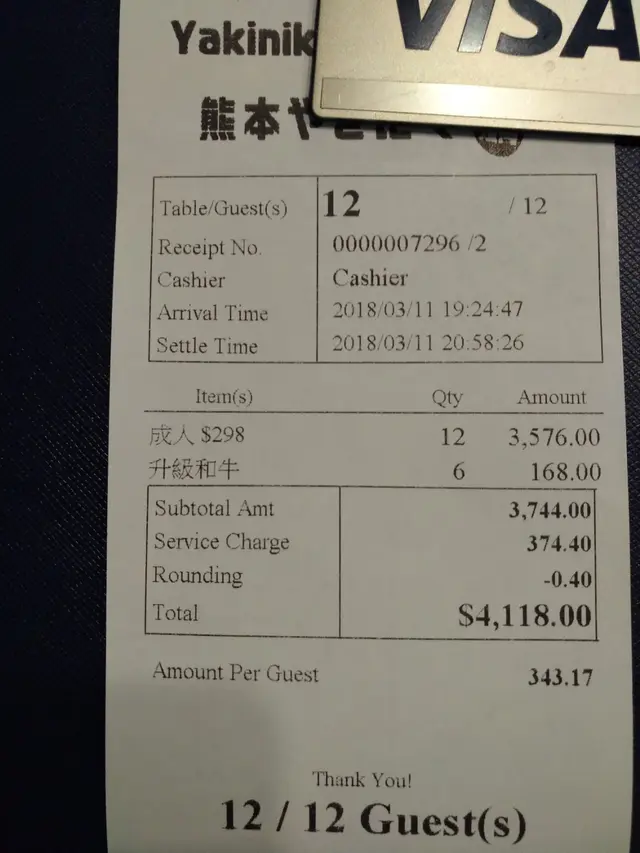 VISA
Yakinik
熊本や
Table/Guest(s) 12 / 12
Receipt No. 0000007296 /2
Cashier Cashier
Arrival Time 2018/03/11 19:24:47
Settle Time 2018/03/11 20:58:26
Item(s) Qty Amount
成人 $298 12 3,576.00
升級和牛 6 168.00
Subtotal Amt 3,744.00
Service Charge 374.40
Rounding -0.40
Total $4,118.00
Amount Per Guest 343.17
Thank You!
12 / 12 Guest(s)